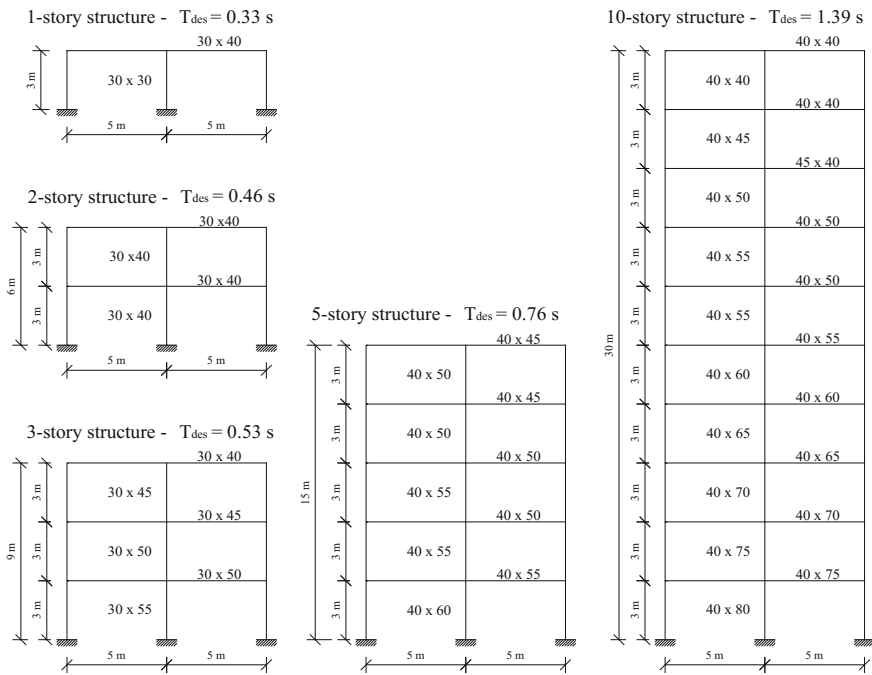 1-story structure - Tdes = 0.33 s
30 x 40
3 m
30 x 30
5 m
5 m
2-story structure - Tdes = 0.46 s
30 x40
3 m
30 x40
6 m
30 x 40
3 m
30 x 40
5 m
5 m
3-story structure - Tdes = 0.53 s
30 x 40
3 m
30 x 45
30 x 45
9 m
3 m
30 x 50
30 x 50
3 m
30 x 55
5 m
5 m
5-story structure - Tdes = 0.76 s
40 x 45
3 m
40 x 50
40 x 45
3 m
40 x 50
40 x 50
15 m
3 m
40 x 55
40 x 50
3 m
40 x 55
40 x 55
3 m
40 x 60
5 m
5 m
10-story structure - Tdes = 1.39 s
40 x 40
3 m
40 x 40
40 x 40
3 m
40 x 45
45 x 40
3 m
40 x 50
40 x 50
3 m
40 x 55
40 x 50
3 m
40 x 55
30 m
40 x 55
3 m
40 x 60
40 x 60
3 m
40 x 65
40 x 65
3 m
40 x 70
40 x 70
3 m
40 x 75
40 x 75
3 m
40 x 80
5 m
5 m